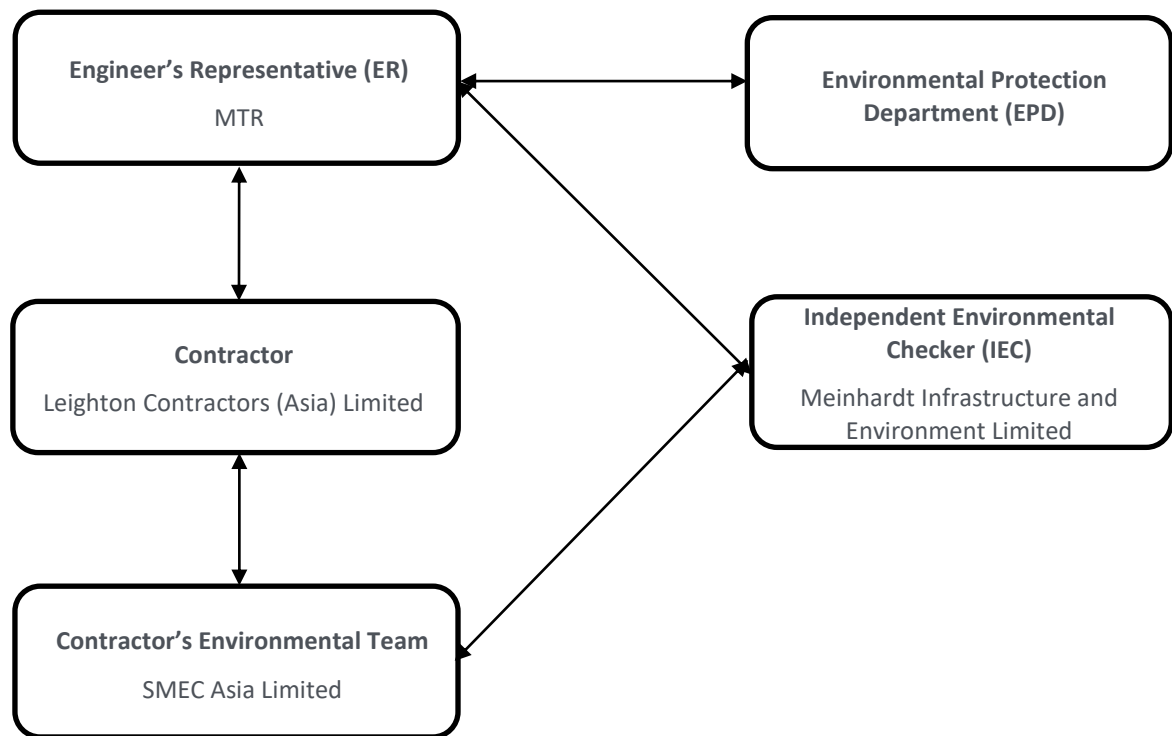 Engineer’s Representative (ER)
MTR
Environmental Protection
Department (EPD)
Contractor
Leighton Contractors (Asia) Limited
Independent Environmental
Checker (IEC)
Meinhardt Infrastructure and
Environment Limited
Contractor’s Environmental Team
SMEC Asia Limited